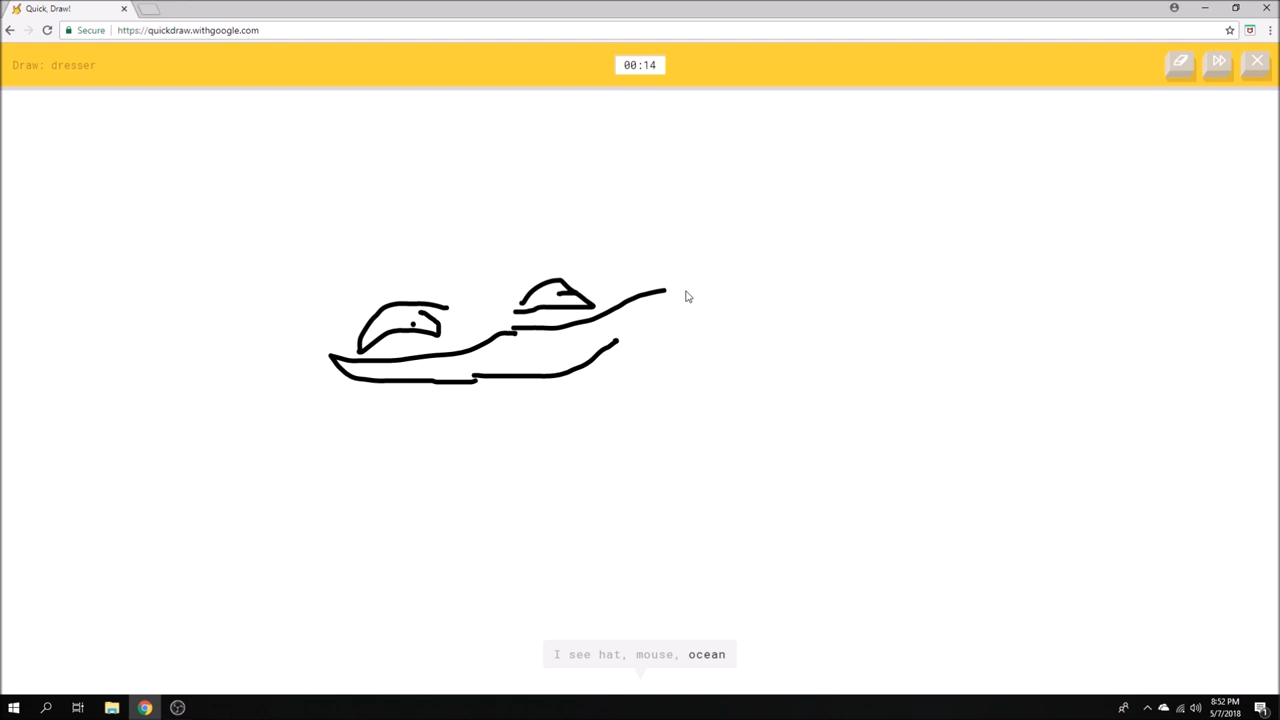 Quick, Draw!
Secure
https://quickdraw.withgoogle.com
Draw: dresser
00:14
I see hat, mouse, ocean
8:52 PM
5/7/2018
1